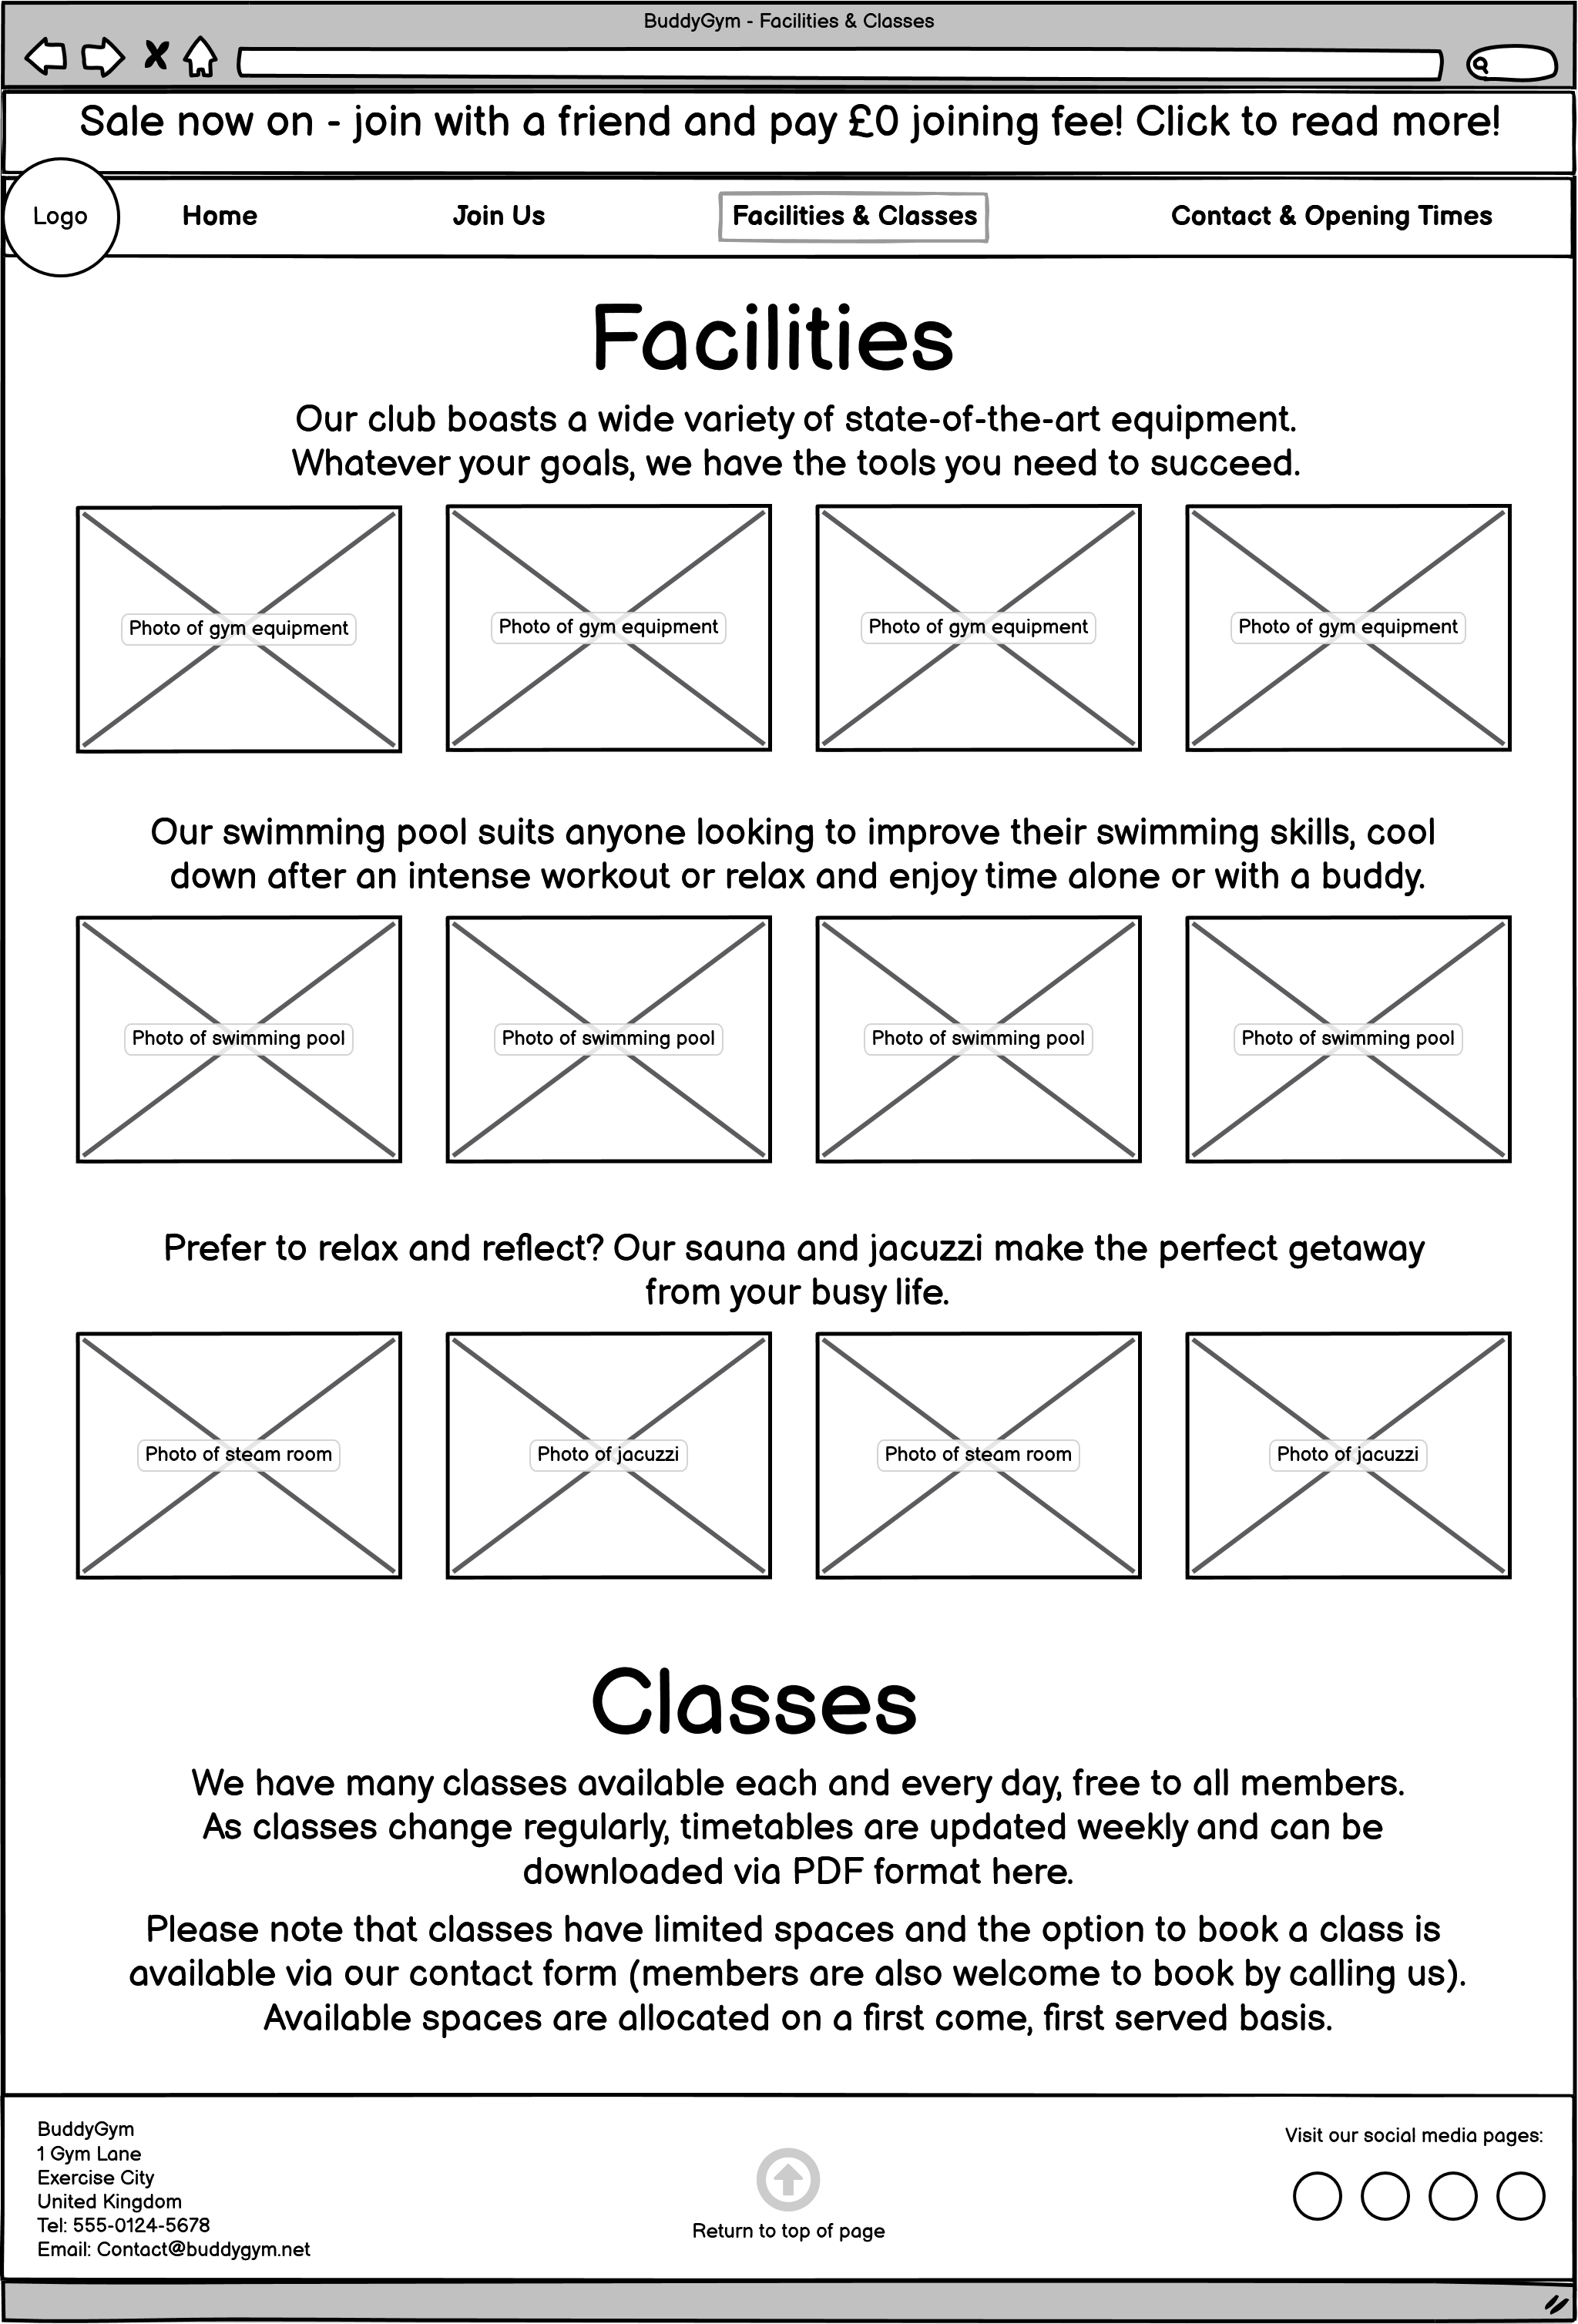 BuddyGym - Facilities & Classes
Sale now on - join with a friend and pay £0 joining fee! Click to read more!
Logo
Home
Join Us
Facilities & Classes
Contact & Opening Times
Facilities
Our club boasts a wide variety of state-of-the-art equipment.
Whatever your goals, we have the tools you need to succeed.
Photo of gym equipment
Photo of gym equipment
Photo of gym equipment
Photo of gym equipment
Our swimming pool suits anyone looking to improve their swimming skills, cool
down after an intense workout or relax and enjoy time alone or with a buddy.
Photo of swimming pool
Photo of swimming pool
Photo of swimming pool
Photo of swimming pool
Prefer to relax and reflect? Our sauna and jacuzzi make the perfect getaway
from your busy life.
Photo of steam room
Photo of jacuzzi
Photo of steam room
Photo of jacuzzi
Classes
We have many classes available each and every day, free to all members.
As classes change regularly, timetables are updated weekly and can be
downloaded via PDF format here.
Please note that classes have limited spaces and the option to book a class is
available via our contact form (members are also welcome to book by calling us).
Available spaces are allocated on a first come, first served basis.
BuddyGym
1 Gym Lane
Exercise City
United Kingdom
Tel: 555-0124-5678
Email: Contact@buddygym.net
Return to top of page
Visit our social media pages: